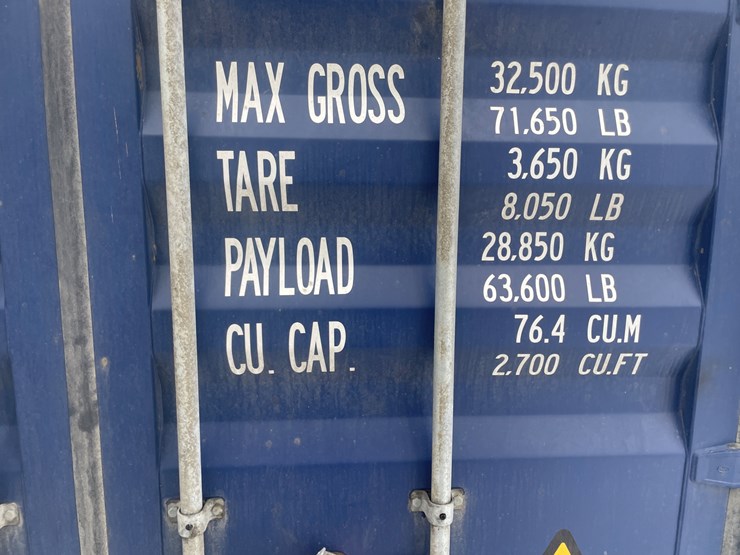 MAX GROSS 32,500 KG
71,650 LB
TARE 3,650 KG
8,050 LB
PAYLOAD 28,850 KG
63,600 LB
CU. CAP. 76.4 CU.M
2,700 CU.FT